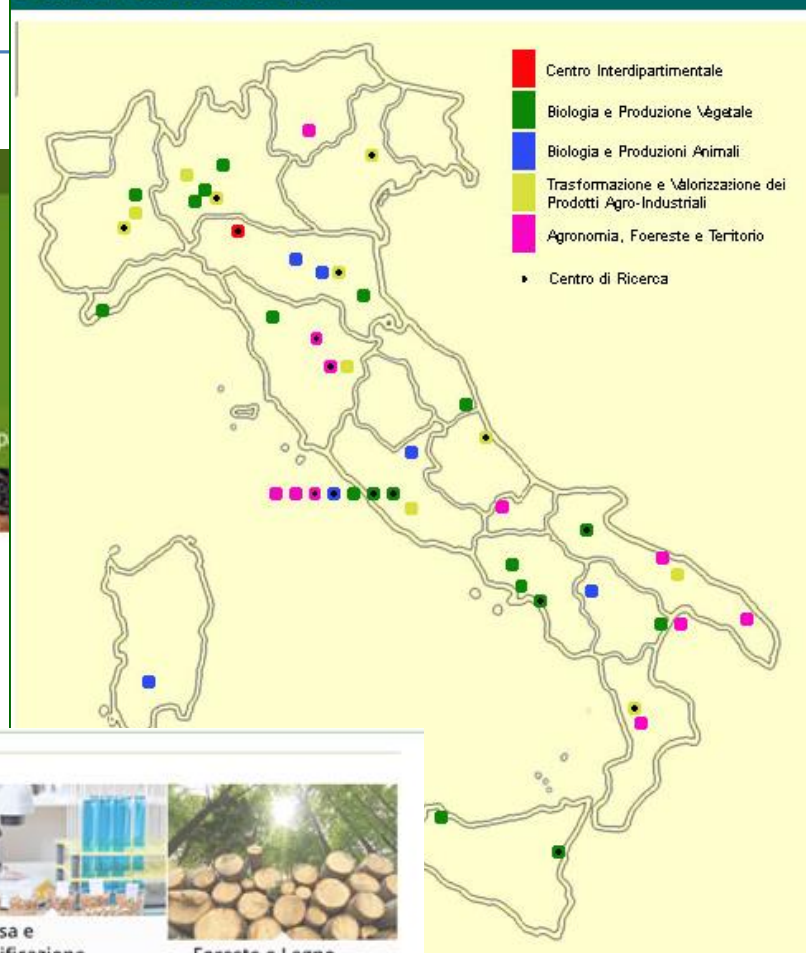 Centro Interdipartimentale
Biologia e Produzione Vegetale
Biologia e Produzioni Animali
Trasformazione e Valorizzazione dei
Prodotti Agro-Industriali
Agronomia, Foereste e Territorio
Centro di Ricerca